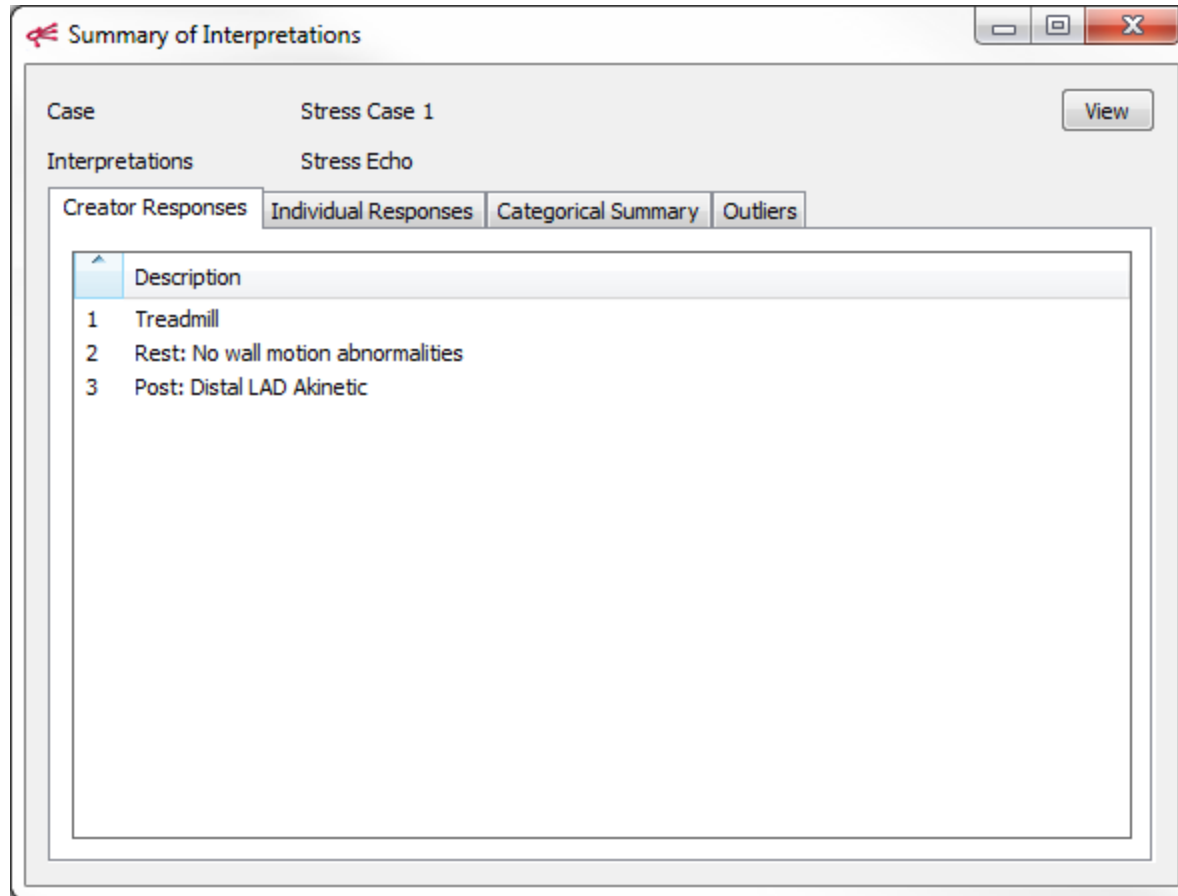 Summary of Interpretations
Case Stress Case 1 View
Interpretations Stress Echo
Creator Responses Individual Responses Categorical Summary Outliers
Description
1 Treadmill
2 Rest: No wall motion abnormalities
3 Post: Distal LAD Akinetic